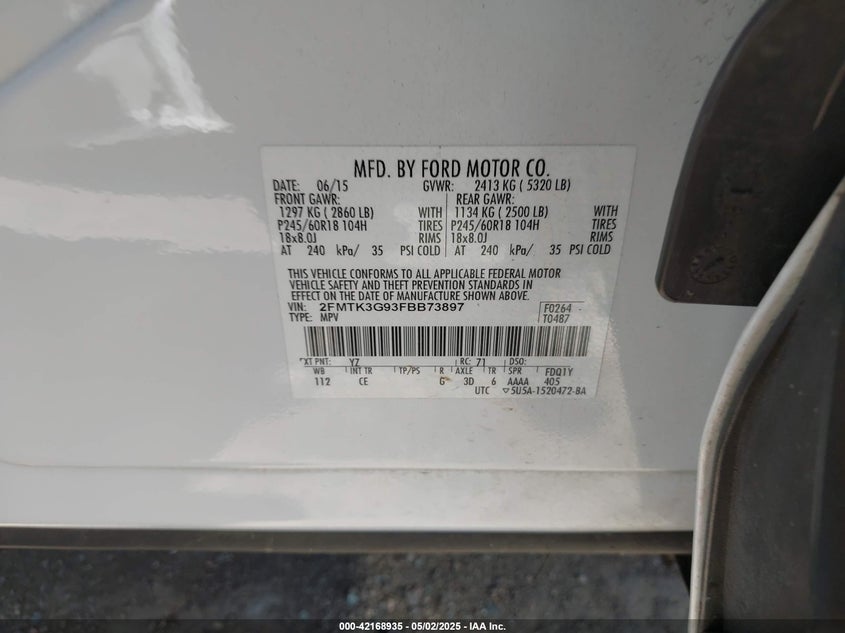 MFD. BY FORD MOTOR CO.
DATE: 06/15 GVWR: 2413 KG ( 5320 LB)
FRONT GAWR: REAR GAWR:
1297 KG ( 2860 LB) WITH 1134 KG ( 2500 LB) WITH
P245/60R18 104H TIRES P245/60R18 104H TIRES
18x8.0J RIMS 18x8.0J RIMS
AT 240 kPa/ 35 PSI COLD AT 240 kPa/ 35 PSI COLD
THIS VEHICLE CONFORMS TO ALL APPLICABLE FEDERAL MOTOR
VEHICLE SAFETY AND THEFT PREVENTION STANDARDS IN
EFFECT ON THE DATE OF MANUFACTURE SHOWN ABOVE.
VIN: 2FMTK3G93FBB73897 F0264
TYPE: MPV T0487
EXT PNT: YZ RC: 71 DSO:
WB INT TR TP/PS R AXLE TR SPR FDQ1Y
112 CE G 3D 6 AAAA 405
UTC ▽5U5A-1520472-BA
000-42168935 - 05/02/2025 - IAA Inc.